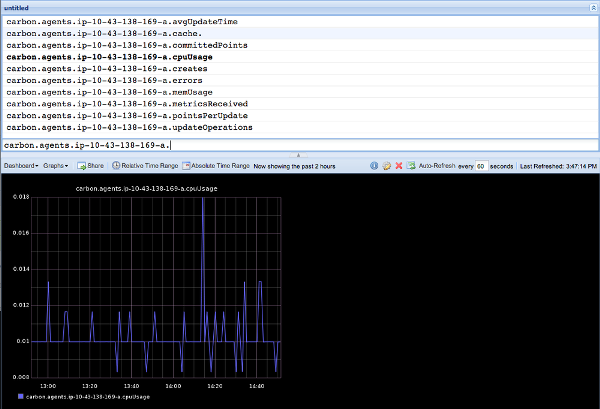 untitled
carbon.agents.ip-10-43-138-169-a.avgUpdateTime
carbon.agents.ip-10-43-138-169-a.cache.
carbon.agents.ip-10-43-138-169-a.committedPoints
carbon.agents.ip-10-43-138-169-a.cpuUsage
carbon.agents.ip-10-43-138-169-a.creates
carbon.agents.ip-10-43-138-169-a.errors
carbon.agents.ip-10-43-138-169-a.memUsage
carbon.agents.ip-10-43-138-169-a.metricsReceived
carbon.agents.ip-10-43-138-169-a.pointsPerUpdate
carbon.agents.ip-10-43-138-169-a.updateOperations
carbon.agents.ip-10-43-138-169-a.
Dashboard Graphs Share Relative Time Range Absolute Time Range Now showing the past 2 hours Auto-Refresh every 60 seconds Last Refreshed: 3:47:14 PM
carbon.agents.ip-10-43-138-169-a.cpuUsage
0.018
0.016
0.014
0.012
0.01
0.008
13:00 13:20 13:40 14:00 14:20 14:40
carbon.agents.ip-10-43-138-169-a.cpuUsage